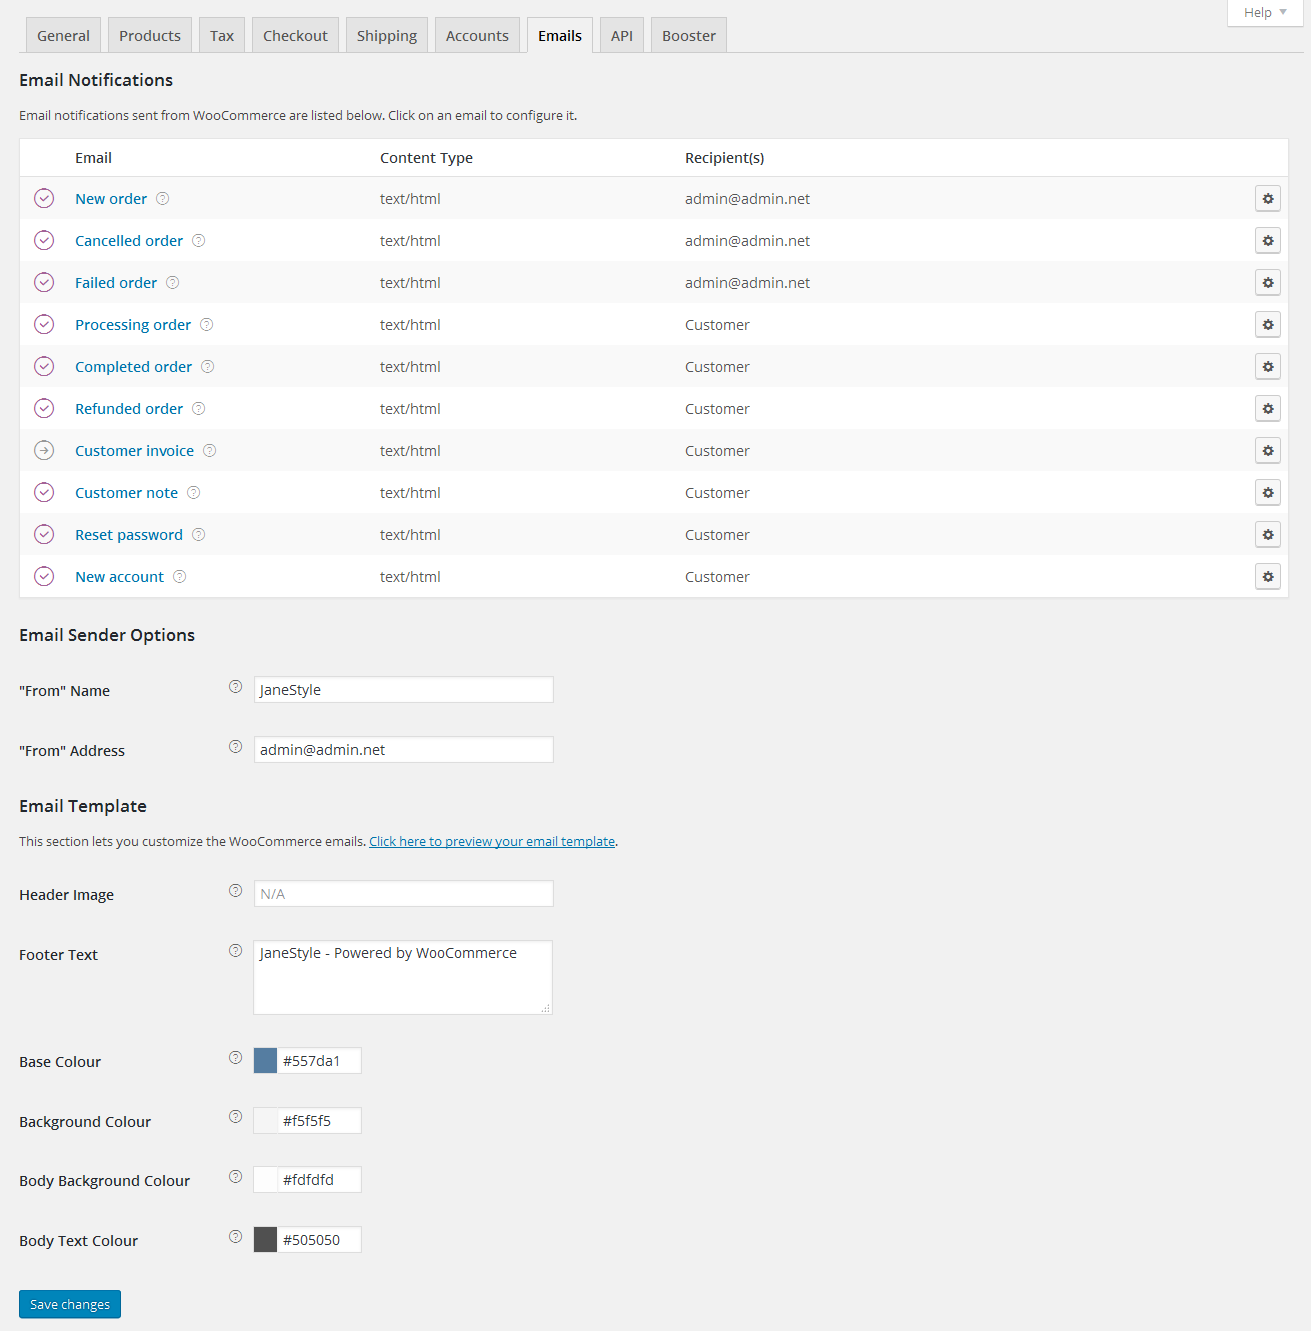 Help
General Products Tax Checkout Shipping Accounts Emails API Booster
Email Notifications
Email notifications sent from WooCommerce are listed below. Click on an email to configure it.
Email Content Type Recipient(s)
New order text/html admin@admin.net
Cancelled order text/html admin@admin.net
Failed order text/html admin@admin.net
Processing order text/html Customer
Completed order text/html Customer
Refunded order text/html Customer
Customer invoice text/html Customer
Customer note text/html Customer
Reset password text/html Customer
New account text/html Customer
Email Sender Options
"From" Name JaneStyle
"From" Address admin@admin.net
Email Template
This section lets you customize the WooCommerce emails. Click here to preview your email template.
Header Image N/A
Footer Text JaneStyle - Powered by WooCommerce
Base Colour #557da1
Background Colour #f5f5f5
Body Background Colour #fdfdfd
Body Text Colour #505050
Save changes